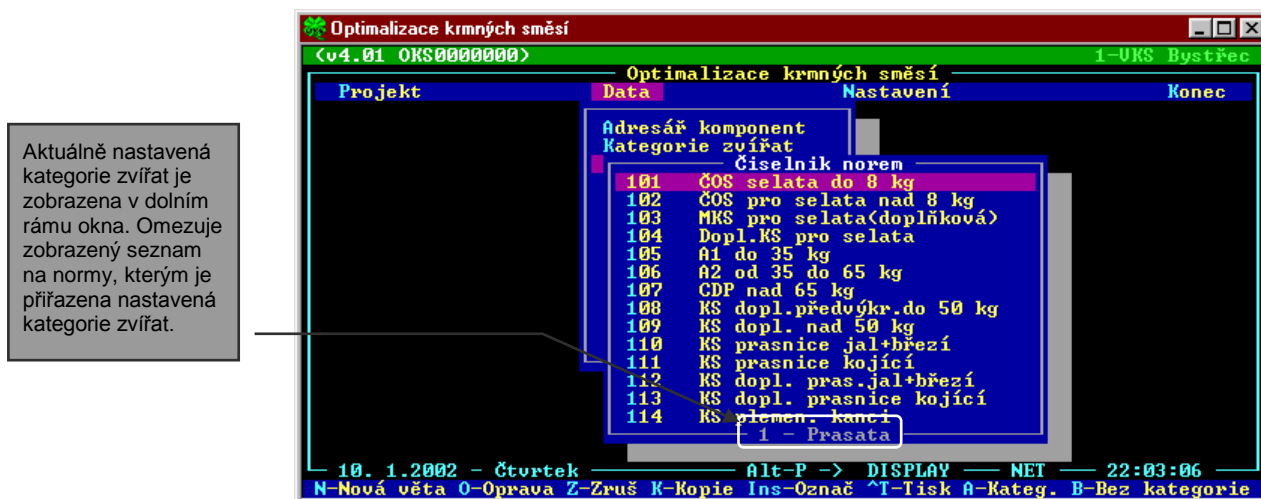 Optimalizace krmných směsí
(v4.01 OKS0000000) 1-VKS Bystřec
Optimalizace krmných směsí
Projekt Data Nastavení Konec
Aktuálně nastavená
kategorie zvířat je
zobrazena v dolním
rámu okna. Omezuje
zobrazený seznam
na normy, kterým je
přiřazena nastavená
kategorie zvířat.
Adresář komponent
Kategorie zvířat
Čiselnik norem
101 ČOS selata do 8 kg
102 ČOS pro selata nad 8 kg
103 MKS pro selata(doplňková)
104 Dopl.KS pro selata
105 A1 do 35 kg
106 A2 od 35 do 65 kg
107 CDP nad 65 kg
108 KS dopl.předvýkr.do 50 kg
109 KS dopl. nad 50 kg
110 KS prasnice jal+březí
111 KS prasnice kojící
112 KS dopl. pras.jal+březí
113 KS dopl. prasnice kojící
114 KS plemen. kanci
1 - Prasata
10. 1.2002 - Čtvrtek Alt-P -> DISPLAY NET 22:03:06
N-Nová věta O-Oprava Z-Zruš K-Kopie Ins-Označ ^T-Tisk A-Kateg. B-Bez kategorie